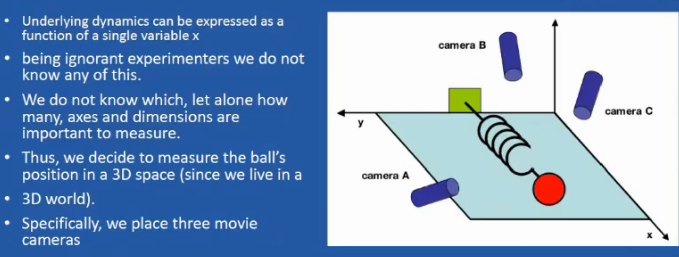 • Underlying dynamics can be expressed as a
function of a single variable x
• being ignorant experimenters we do not
know any of this.
• We do not know which, let alone how
many, axes and dimensions are
important to measure.
• Thus, we decide to measure the ball's
position in a 3D space (since we live in a
• 3D world).
• Specifically, we place three movie
cameras
camera B
camera C
y
camera A
x